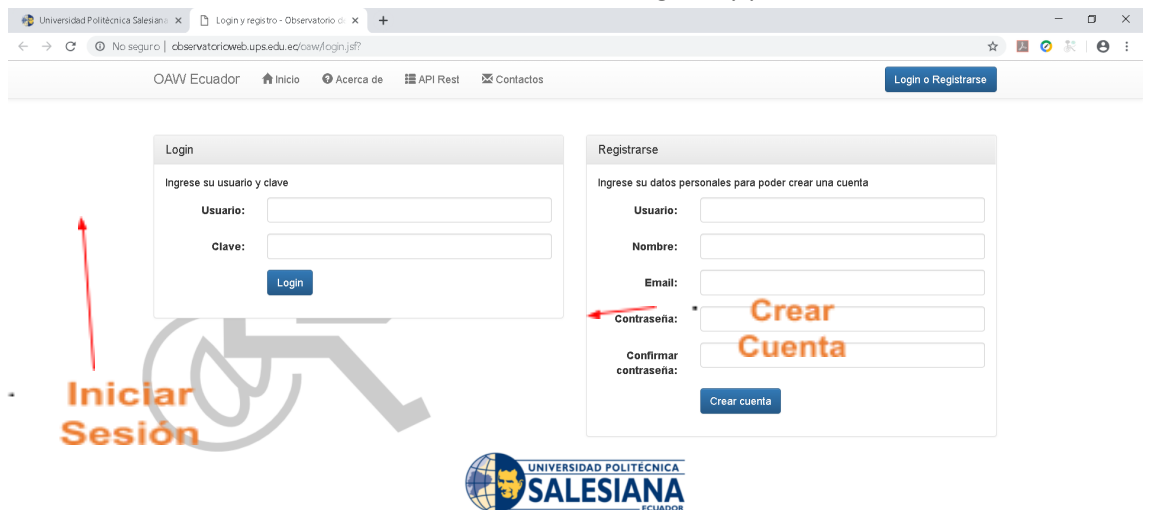 Universidad Politécnica Salesiana
Login y registro - Observatorio d
No seguro | observatorioweb.ups.edu.ec/oaw/login.jsf?
OAW Ecuador Inicio Acerca de API Rest Contactos Login o Registrarse
Login
Ingrese su usuario y clave
Usuario:
Clave:
Login
Registrarse
Ingrese su datos personales para poder crear una cuenta
Usuario:
Nombre:
Email:
Contraseña:
Confirmar
contraseña:
Crear cuenta
Crear
Cuenta
Iniciar
Sesión
UNIVERSIDAD POLITÉCNICA
SALESIANA
ECUADOR